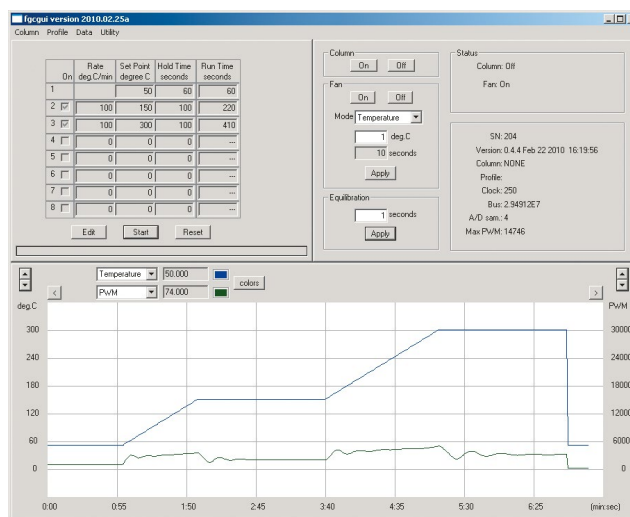 fgcgui version 2010.02.25a
Column Profile Data Utility
On Rate deg.C/min Set Point degree C Hold Time seconds Run Time seconds
1 50 60 60
2 100 150 100 220
3 100 300 100 410
4 0 0 0 ...
5 0 0 0 ...
6 0 0 0 ...
7 0 0 0 ...
8 0 0 0 ...
Edit Start Reset
Column
On Off
Fan
On Off
Mode Temperature
1 deg.C
10 seconds
Apply
Equilibration
1 seconds
Apply
Status
Column: Off
Fan: On
SN: 204
Version: 0.4.4 Feb 22 2010 16:19:56
Column: NONE
Profile:
Clock: 250
Bus: 2.94912E7
A/D sam.: 4
Max PWM: 14746
Temperature 50.000
PWM 74.000
colors
< >
deg.C PWM
300 30000
240 24000
180 18000
120 12000
60 6000
0 0
0:00 0:55 1:50 2:45 3:40 4:35 5:30 6:25 (min:sec)